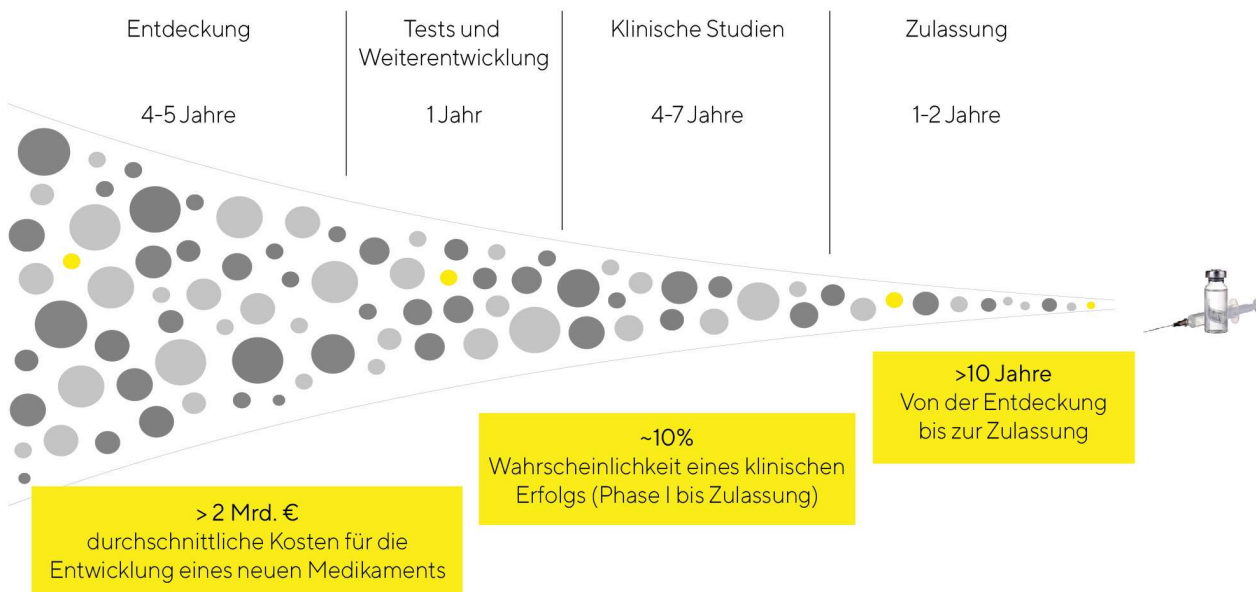 Entdeckung
4-5 Jahre
Tests und
Weiterentwicklung
1 Jahr
Klinische Studien
4-7 Jahre
Zulassung
1-2 Jahre
> 2 Mrd. €
durchschnittliche Kosten für die
Entwicklung eines neuen Medikaments
~10%
Wahrscheinlichkeit eines klinischen
Erfolgs (Phase I bis Zulassung)
>10 Jahre
Von der Entdeckung
bis zur Zulassung